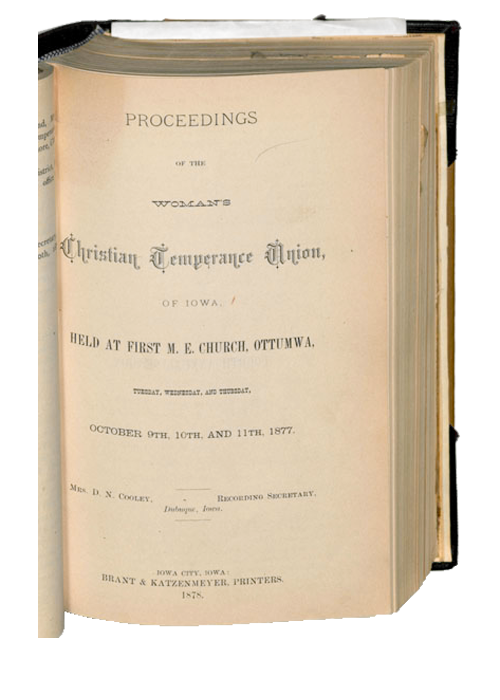 PROCEEDINGS
OF THE
WOMAN'S
Christian Temperance Union,
OF IOWA,
HELD AT FIRST M. E. CHURCH, OTTUMWA,
TUESDAY, WEDNESDAY, AND THURSDAY,
OCTOBER 9TH, 10TH, AND 11TH, 1877.
MRS. D. N. COOLEY, - RECORDING SECRETARY,
Dubuque, Iowa.
IOWA CITY, IOWA:
BRANT & KATZENMEYER, PRINTERS.
1878.